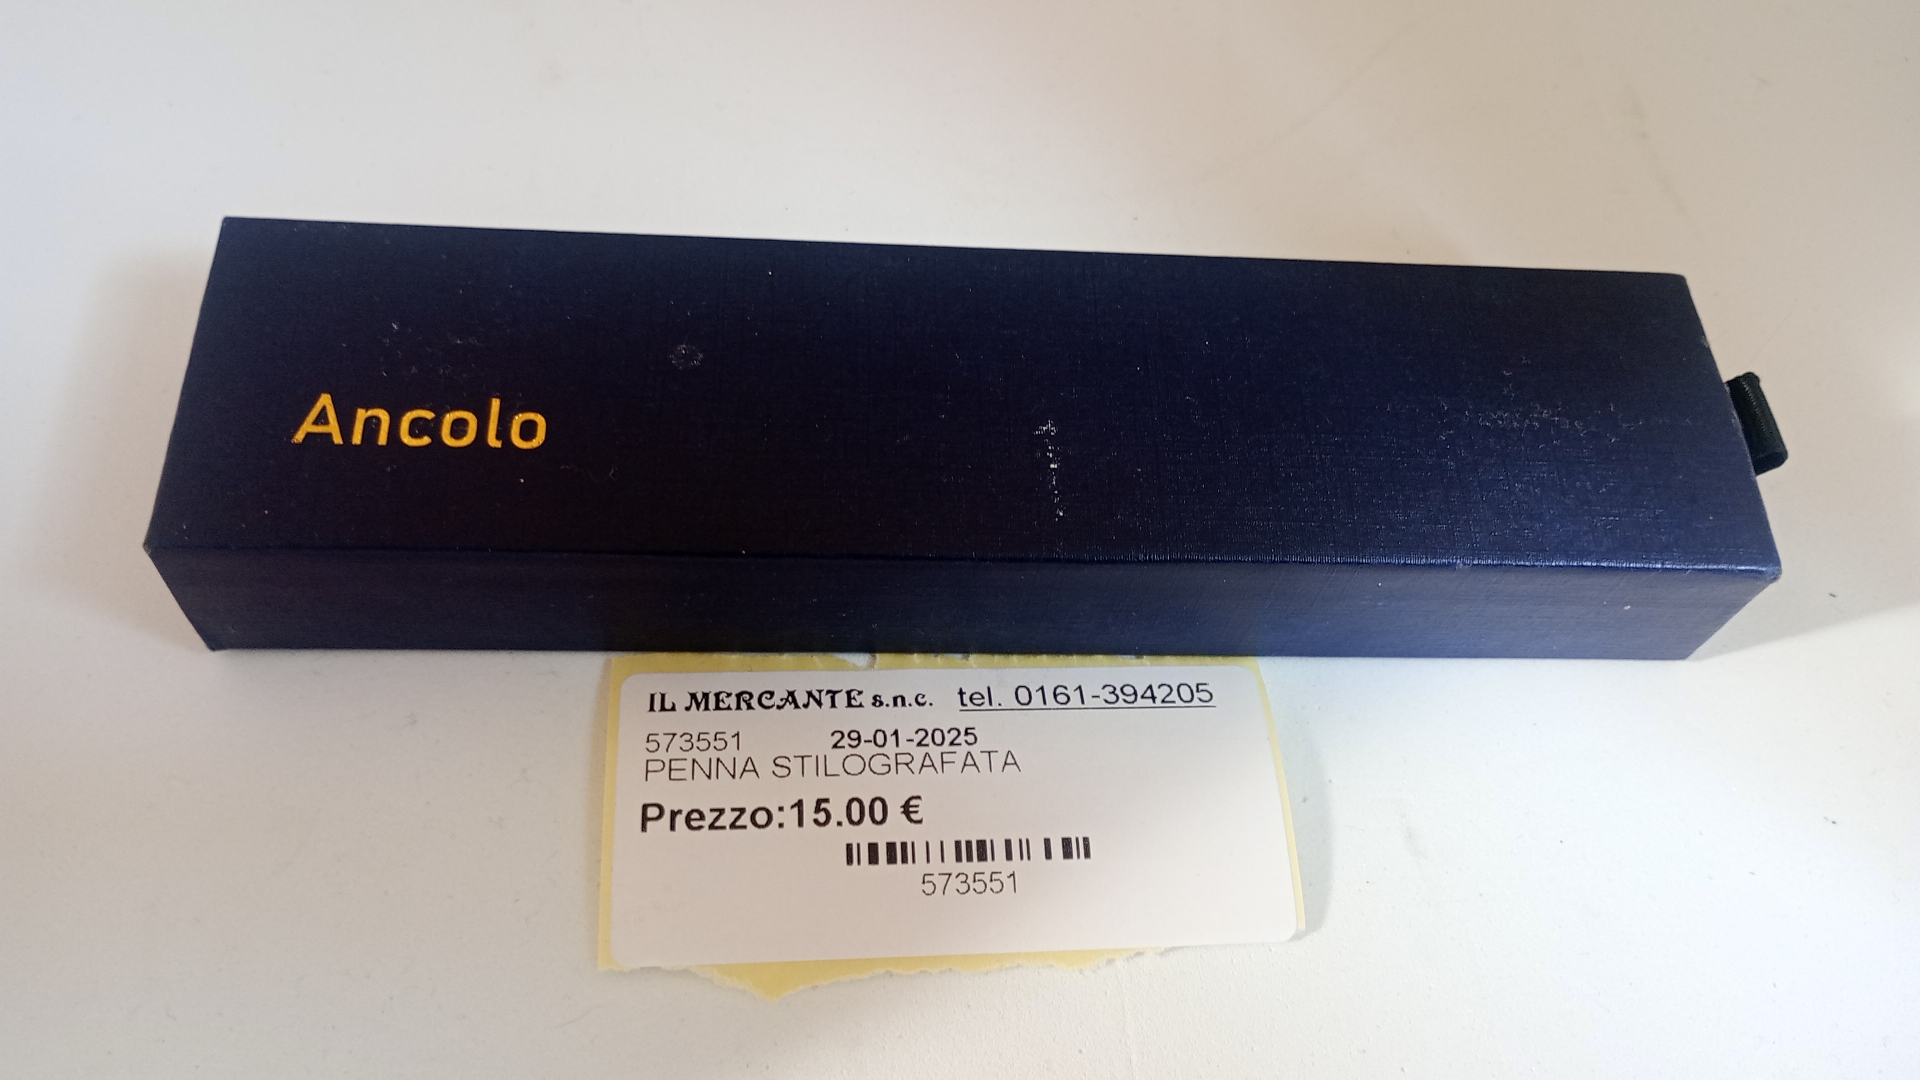 Ancolo
IL MERCANTE s.n.c. tel. 0161-394205
573551 29-01-2025
PENNA STILOGRAFATA
Prezzo:15.00 €
573551